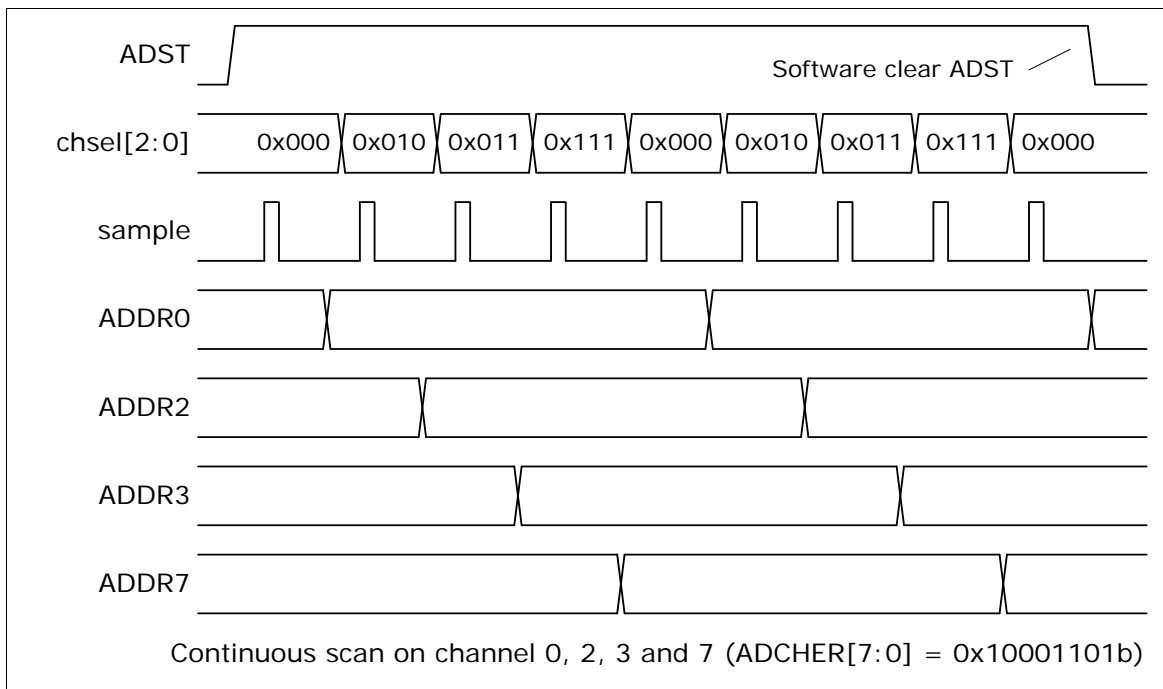 ADST
Software clear ADST
chsel[2:0] 0x000 0x010 0x011 0x111 0x000 0x010 0x011 0x111 0x000
sample
ADDR0
ADDR2
ADDR3
ADDR7
Continuous scan on channel 0, 2, 3 and 7 (ADCHER[7:0] = 0x10001101b)